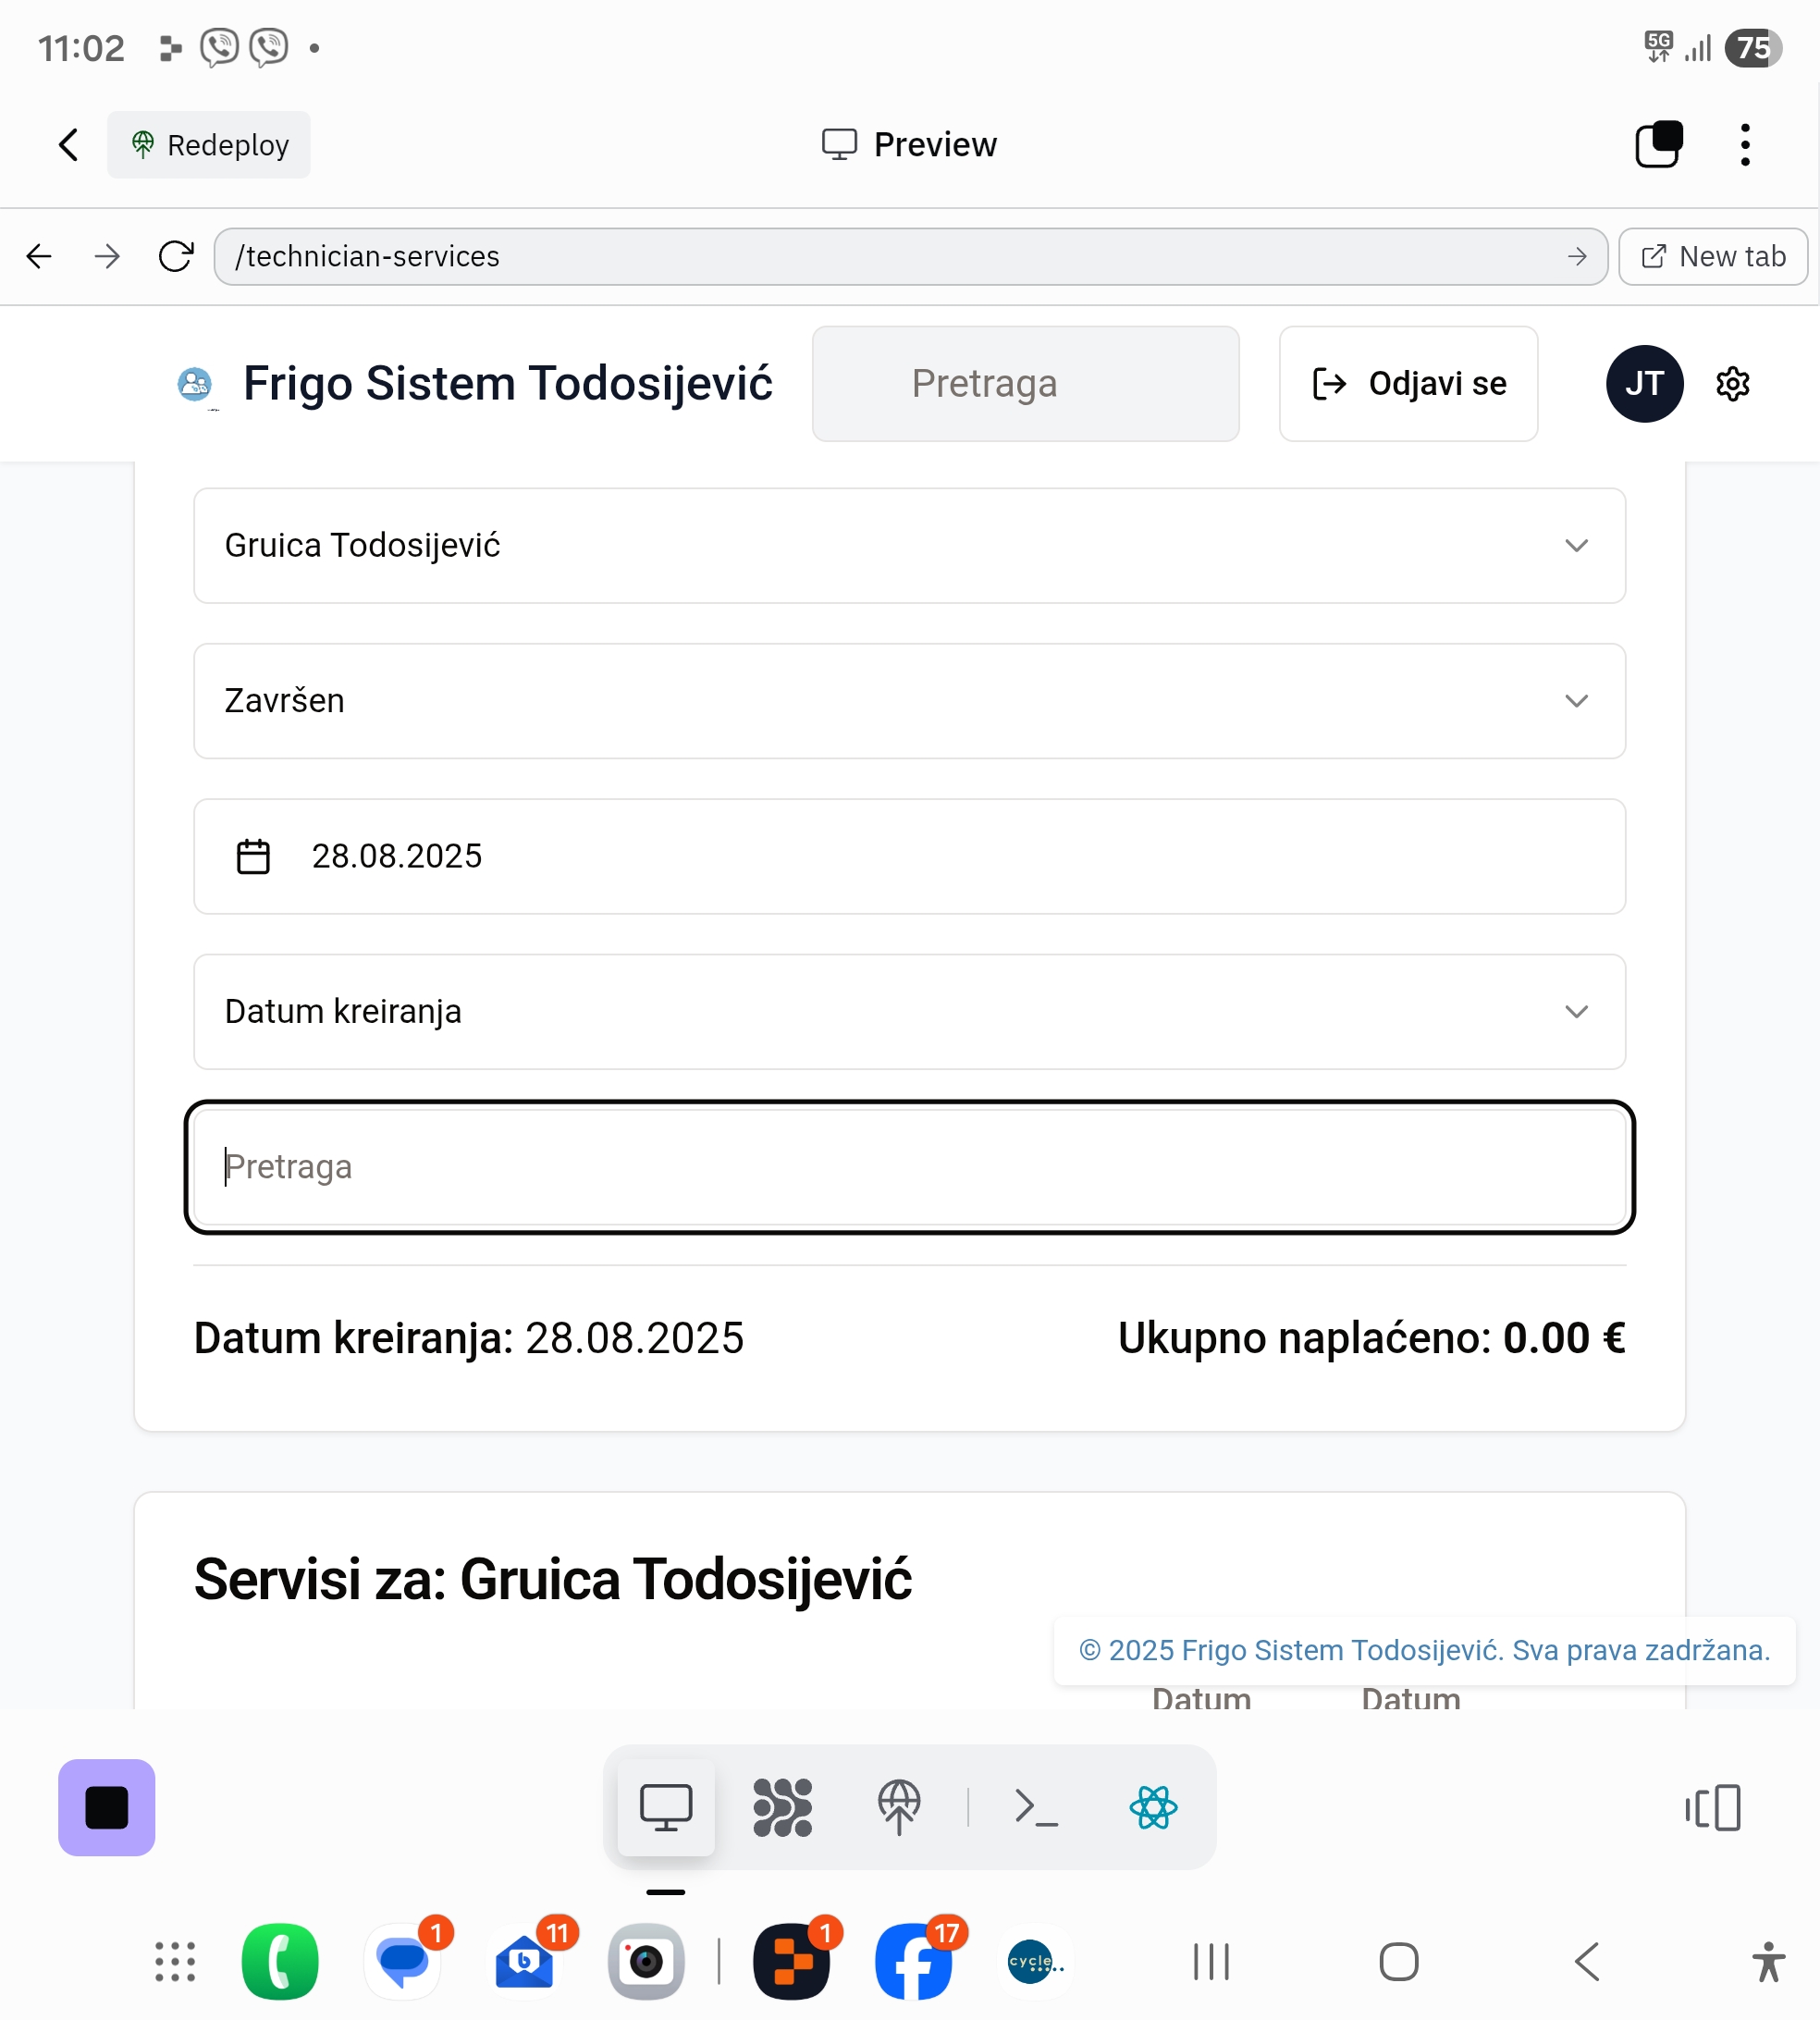 11:02
5G
75
Redeploy
Preview
/technician-services
New tab
Frigo Sistem Todosijević
Pretraga
Odjavi se
JT
Gruica Todosijević
Završen
28.08.2025
Datum kreiranja
Pretraga
Datum kreiranja: 28.08.2025
Ukupno naplaćeno: 0.00 €
Servisi za: Gruica Todosijević
© 2025 Frigo Sistem Todosijević. Sva prava zadržana.
Datum
Datum
1
11
1
17
cycle